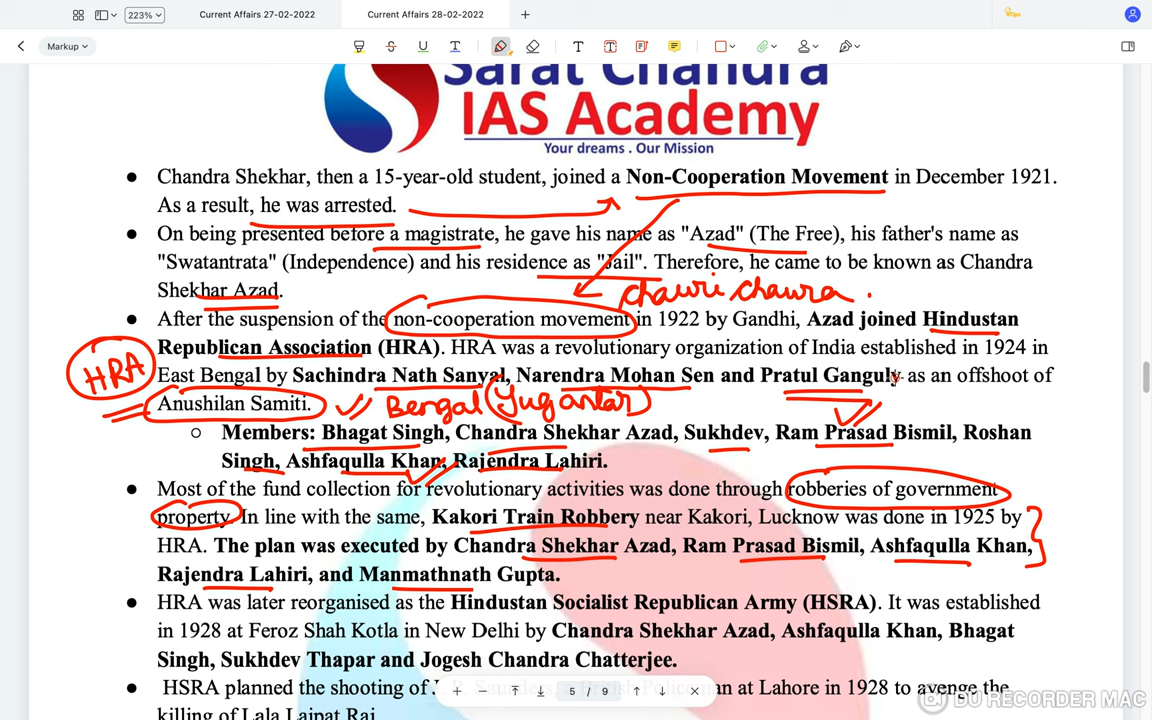 223%
Current Affairs 27-02-2022
Current Affairs 28-02-2022
Markup
Sarat Chandra
IAS Academy
Your dreams . Our Mission
● Chandra Shekhar, then a 15-year-old student, joined a Non-Cooperation Movement in December 1921.
As a result, he was arrested.
● On being presented before a magistrate, he gave his name as "Azad" (The Free), his father's name as
"Swatantrata" (Independence) and his residence as "Jail". Therefore, he came to be known as Chandra
Shekhar Azad.
chauri chaura .
● After the suspension of the non-cooperation movement in 1922 by Gandhi, Azad joined Hindustan
Republican Association (HRA). HRA was a revolutionary organization of India established in 1924 in
HRA
East Bengal by Sachindra Nath Sanyal, Narendra Mohan Sen and Pratul Ganguly as an offshoot of
Anushilan Samiti.
Bengal (Yugantar)
○ Members: Bhagat Singh, Chandra Shekhar Azad, Sukhdev, Ram Prasad Bismil, Roshan
Singh, Ashfaqulla Khan, Rajendra Lahiri.
● Most of the fund collection for revolutionary activities was done through robberies of government
property. In line with the same, Kakori Train Robbery near Kakori, Lucknow was done in 1925 by
HRA. The plan was executed by Chandra Shekhar Azad, Ram Prasad Bismil, Ashfaqulla Khan,
Rajendra Lahiri, and Manmathnath Gupta.
● HRA was later reorganised as the Hindustan Socialist Republican Army (HSRA). It was established
in 1928 at Feroz Shah Kotla in New Delhi by Chandra Shekhar Azad, Ashfaqulla Khan, Bhagat
Singh, Sukhdev Thapar and Jogesh Chandra Chatterjee.
● HSRA planned the shooting of at Lahore in 1928 to avenge the
5 / 9
killing of Lala Lajpat Rai
DU RECORDER MAC